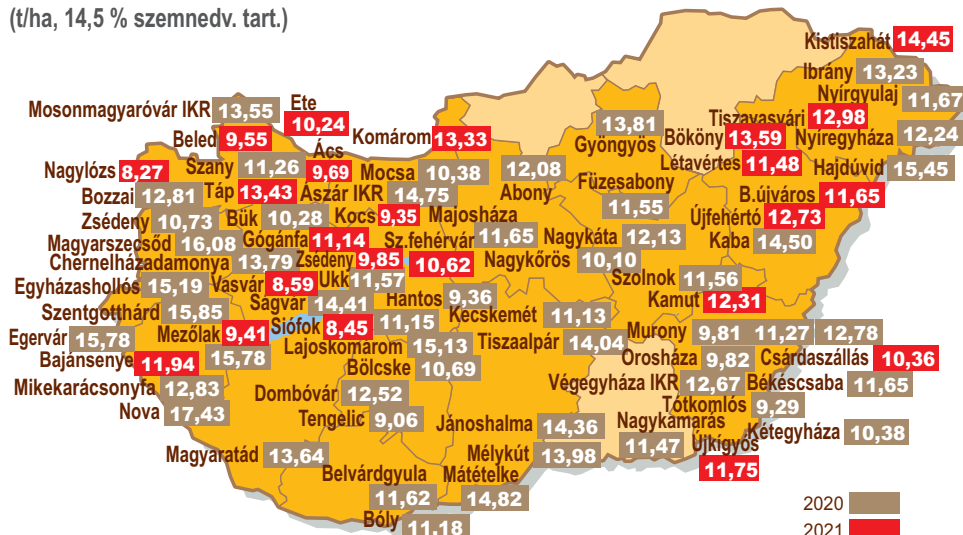 (t/ha, 14,5 % szemnedv. tart.)
Kistiszahát 14,45
Ibrány 13,23
Nyírgyulaj 11,67
Mosonmagyaróvár IKR 13,55
Ete 10,24
Komárom 13,33
13,81 Gyöngyös
Tiszavasvári 12,98
Bököny 13,59
Nyíregyháza 12,24
Beled 9,55
Ács 9,69
Létavértes 11,48
Hajdúvid 15,45
Nagylózs 8,27
Szany 11,26
Mocsa 10,38
12,08 Abony
Füzesabony 11,55
Bozzai 12,81
Táp 13,43
Ászár IKR 14,75
B.újváros 11,65
Zsédeny 10,73
Bük 10,28
Kocs 9,35
Majosháza 11,65
Újfehértó 12,73
Magyarszecsőd 16,08
Gógánfa 11,14
Sz.fehérvár 10,62
Nagykáta 12,13
Kaba 14,50
Chernelházadamonya 13,79
Zsédeny 9,85
Nagykőrös 10,10
Egyházashollós 15,19
Vasvár 8,59
Ukk 11,57
Szolnok 11,56
Szentgotthárd 15,85
Ságvár 14,41
Hantos 9,36
Kecskemét 11,13
Kamut 12,31
Egervár 15,78
Mezőlak 9,41
15,78
Siófok 8,45
11,15
Lajoskomárom 15,13
Tiszaalpár 14,04
Murony 9,81 11,27 12,78
Bajánsenye 11,94
Bölcske 10,69
Orosháza 9,82
Csárdaszállás 10,36
Mikekarácsonyfa 12,83
Dombóvár 12,52
Végegyháza IKR 12,67
Békéscsaba 11,65
Nova 17,43
Tengelic 9,06
Tótkomlós 9,29
Jánoshalma 14,36
Nagykamarás 11,47
Újkígyós 11,75
Kétegyháza 10,38
Magyaratád 13,64
Mélykút 13,98
Belvárdgyula 11,62
Mátételke 14,82
Bóly 11,18
2020
2021